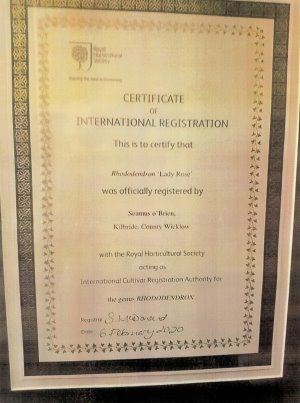 Royal
Horticultural
Society
CERTIFICATE
OF
INTERNATIONAL REGISTRATION
This is to certify that
Rhododendron 'Lady Rose'
was officially registered by
Seamus o'Brien,
Kilbride, County Wicklow
with the Royal Horticultural Society
acting as
International Cultivar Registration Authority for
the genus RHODODENDRON
Registrar
Date 6 February 2020